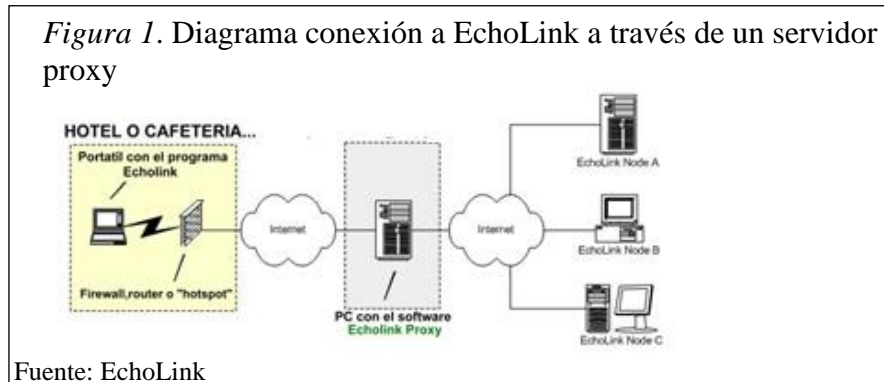 Figura 1. Diagrama conexión a EchoLink a través de un servidor
proxy
HOTEL O CAFETERIA...
Portatil con el programa
Echolink
Firewall,router o "hotspot"
Internet
PC con el software
Echolink Proxy
Internet
EchoLink Node A
EchoLink Node B
EchoLink Node C
Fuente: EchoLink